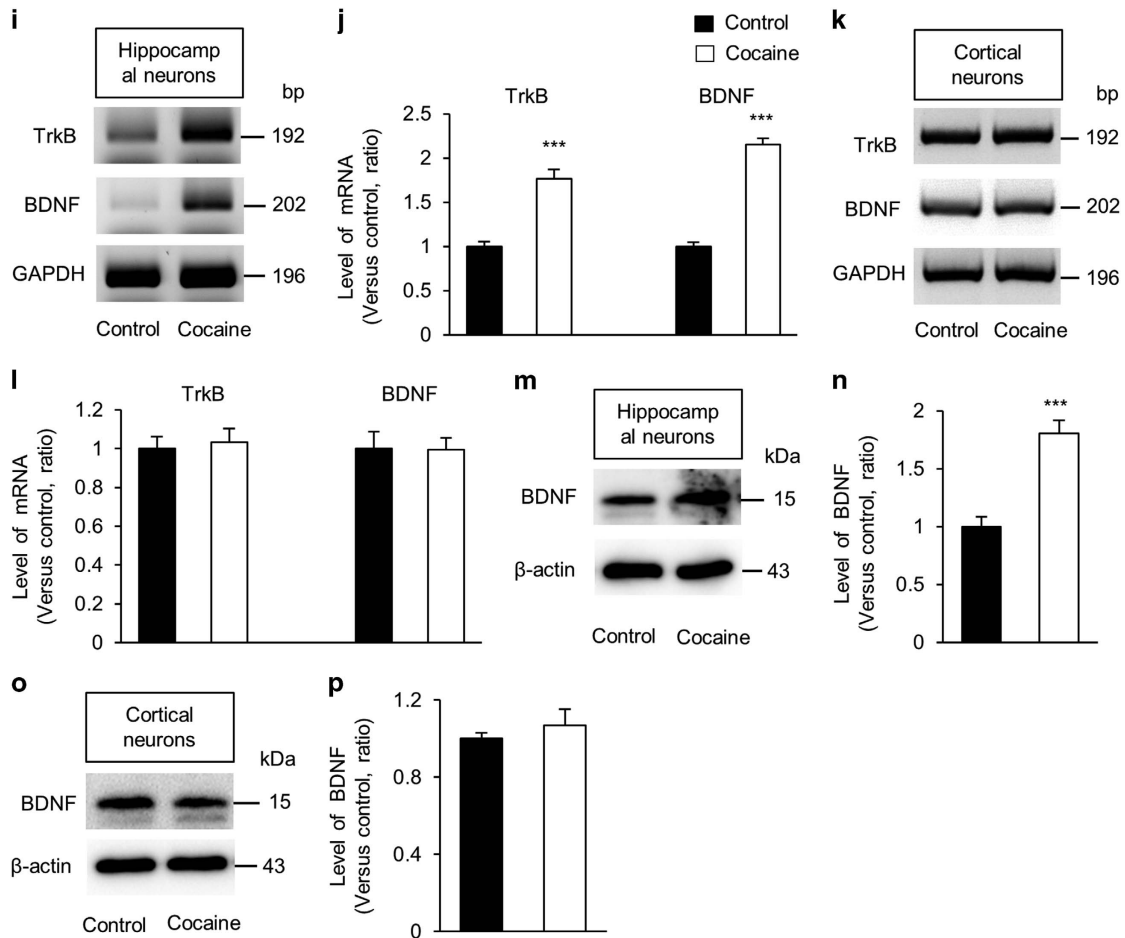 i
Hippocamp
al neurons
bp
TrkB
192
BDNF
202
GAPDH
196
Control Cocaine
j
Control
Cocaine
TrkB BDNF
*** ***
Level of mRNA
(Versus control, ratio)
2.5
2
1.5
1
0.5
0
k
Cortical
neurons
bp
TrkB
192
BDNF
202
GAPDH
196
Control Cocaine
l
TrkB BDNF
Level of mRNA
(Versus control, ratio)
1.2
1
0.8
0.6
0.4
0.2
0
m
Hippocamp
al neurons
kDa
BDNF
15
β-actin
43
Control Cocaine
n
***
Level of BDNF
(Versus control, ratio)
2
1.5
1
0.5
0
o
Cortical
neurons
kDa
BDNF
15
β-actin
43
Control Cocaine
p
Level of BDNF
(Versus control, ratio)
1.2
0.8
0.4
0